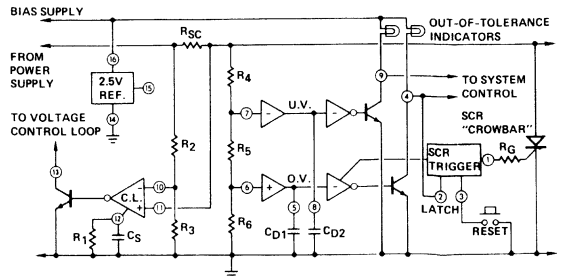 BIAS SUPPLY
OUT-OF-TOLERANCE
INDICATORS
FROM
POWER
SUPPLY
16
RSC
2.5V
REF.
15
14
R4
9
TO SYSTEM
CONTROL
4
TO VOLTAGE
CONTROL LOOP
R2
7
-
U.V.
-
SCR
"CROWBAR"
13
R5
SCR
TRIGGER
1
RG
10
-
C.L.
+
11
6
+
O.V.
-
2
3
12
5
8
LATCH
R1
CS
R3
R6
CD1
CD2
RESET